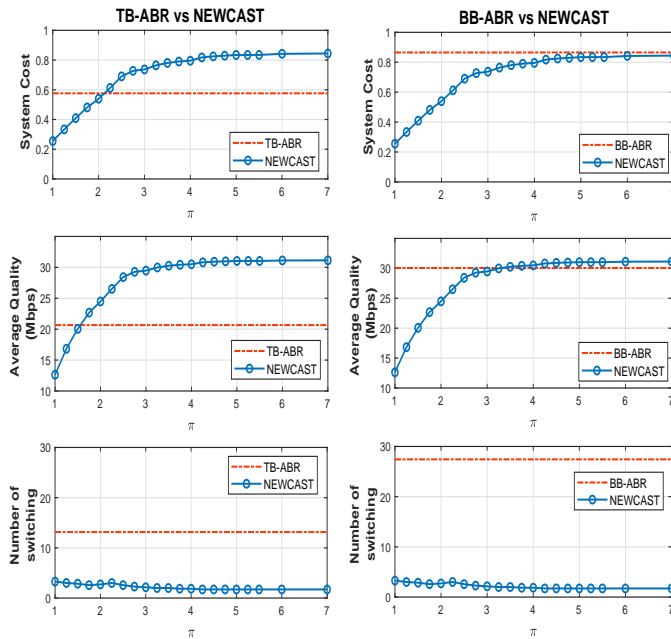 TB-ABR vs NEWCAST
System Cost
1
0.8
0.6
0.4
0.2
0
1 2 3 4 5 6 7
π
TB-ABR
NEWCAST
BB-ABR vs NEWCAST
System Cost
1
0.8
0.6
0.4
0.2
0
1 2 3 4 5 6 7
π
BB-ABR
NEWCAST
Average Quality
(Mbps)
30
25
20
15
10
1 2 3 4 5 6 7
π
TB-ABR
NEWCAST
Average Quality
(Mbps)
30
25
20
15
10
1 2 3 4 5 6 7
π
BB-ABR
NEWCAST
Number of
switching
30
20
10
0
1 2 3 4 5 6 7
π
TB-ABR
NEWCAST
Number of
switching
30
20
10
0
1 2 3 4 5 6 7
π
BB-ABR
NEWCAST